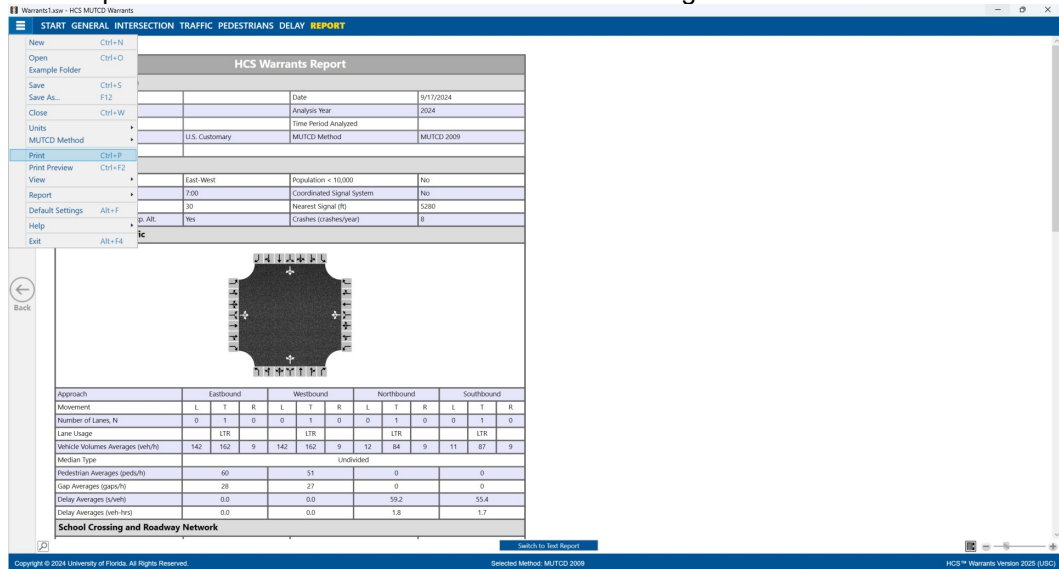 Warrants1.xsw - HCS MUTCD Warrants
START GENERAL INTERSECTION TRAFFIC PEDESTRIANS DELAY REPORT
New Ctrl+N
Open Ctrl+O
Example Folder
Save Ctrl+S
Save As... F12
Close Ctrl+W
Units
MUTCD Method
Print Ctrl+P
Print Preview Ctrl+F2
View
Report
Default Settings Alt+F
Help
Exit Alt+F4
Back
HCS Warrants Report
Date 9/17/2024
Analysis Year 2024
Time Period Analyzed
U.S. Customary MUTCD Method MUTCD 2009
East-West Population < 10,000 No
7:00 Coordinated Signal System No
30 Nearest Signal (ft) 5280
p. Alt. Yes Crashes (crashes/year) 8
ic
Approach Eastbound Westbound Northbound Southbound
Movement L T R L T R L T R L T R
Number of Lanes, N 0 1 0 0 1 0 0 1 0 0 1 0
Lane Usage LTR LTR LTR LTR
Vehicle Volumes Averages (veh/h) 142 162 9 142 162 9 12 84 9 11 87 9
Median Type Undivided
Pedestrian Averages (peds/h) 60 51 0 0
Gap Averages (gaps/h) 28 27 0 0
Delay Averages (s/veh) 0.0 0.0 59.2 55.4
Delay Averages (veh-hrs) 0.0 0.0 1.8 1.7
School Crossing and Roadway Network
Switch to Text Report
Copyright © 2024 University of Florida. All Rights Reserved. Selected Method: MUTCD 2009 HCS™ Warrants Version 2025 (USC)